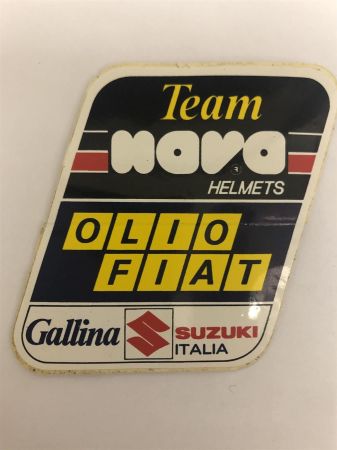 Team
nava
HELMETS
OLIO
FIAT
Gallina SUZUKI
ITALIA